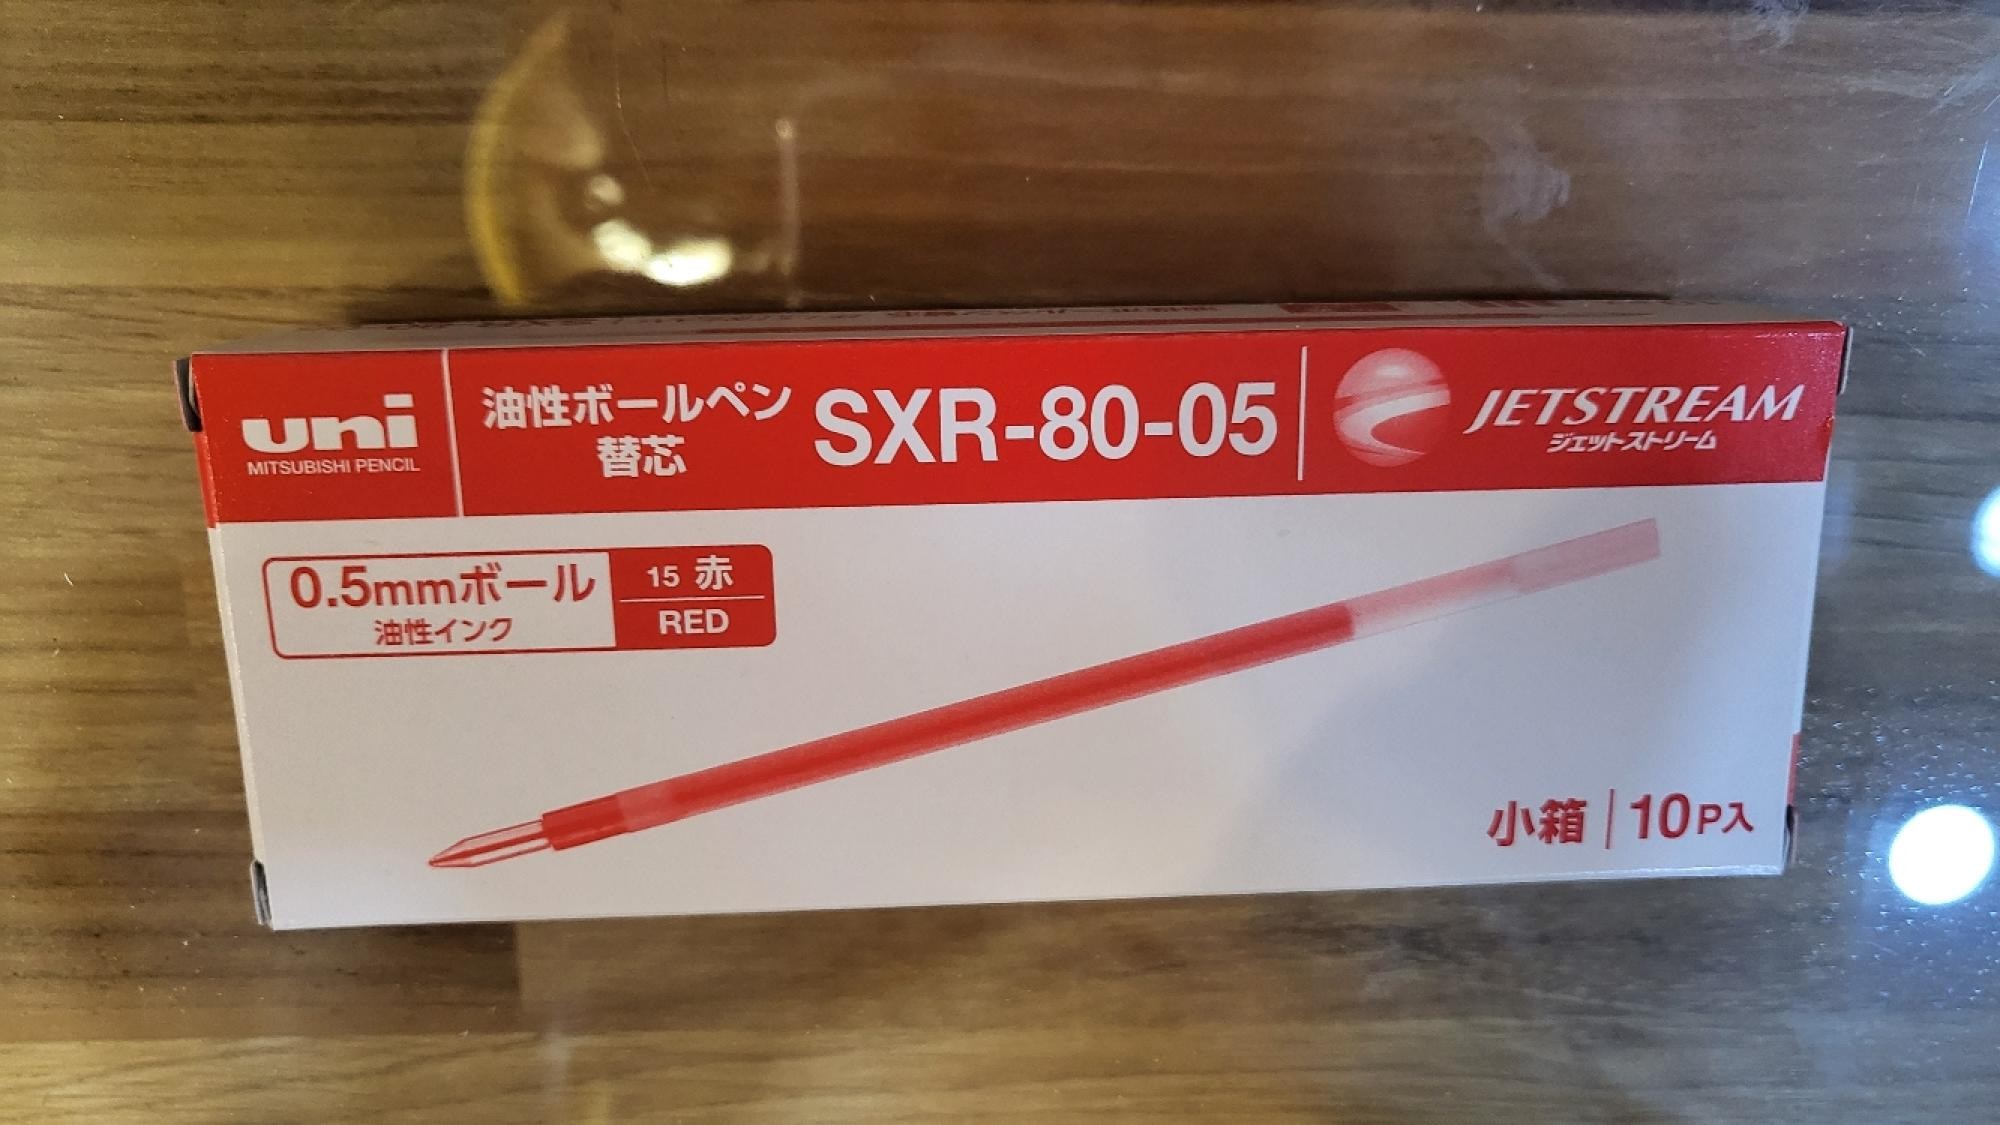 uni
MITSUBISHI PENCIL
油性ボールペン
替芯
SXR-80-05
JETSTREAM
ジェットストリーム
0.5mmボール
油性インク
15 赤
RED
小箱 10P入